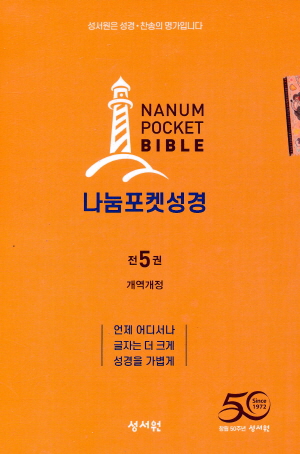 성서원은 성경·찬송의 명가입니다
NANUM
POCKET
BIBLE
나눔포켓성경
전 5 권
개역개정
언제 어디서나
글자는 더 크게
성경을 가볍게
50
Since
1972
창립 50주년 성서원
성서원